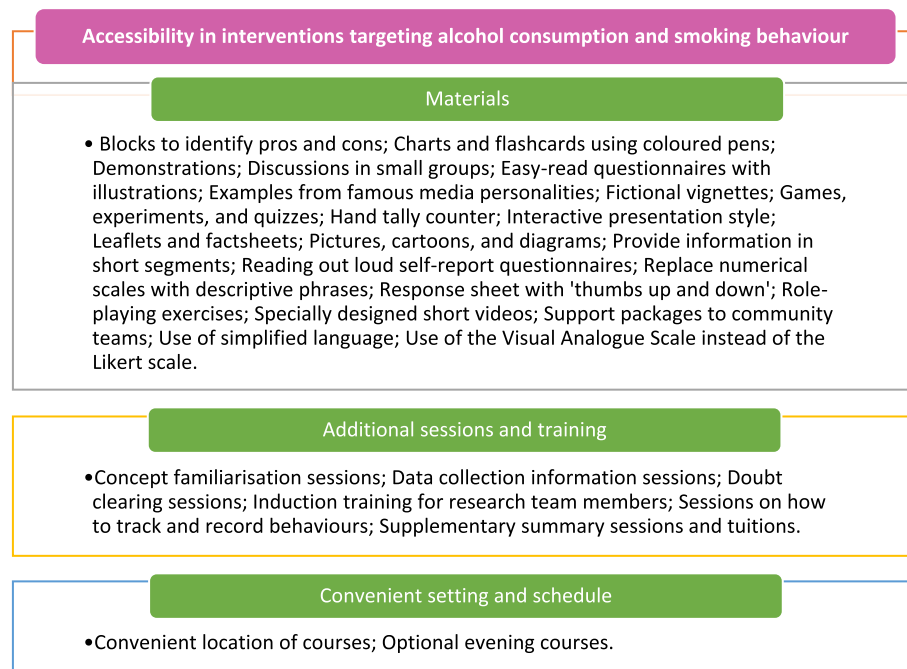 Accessibility in interventions targeting alcohol consumption and smoking behaviour
Materials
• Blocks to identify pros and cons; Charts and flashcards using coloured pens;
Demonstrations; Discussions in small groups; Easy-read questionnaires with
illustrations; Examples from famous media personalities; Fictional vignettes; Games,
experiments, and quizzes; Hand tally counter; Interactive presentation style;
Leaflets and factsheets; Pictures, cartoons, and diagrams; Provide information in
short segments; Reading out loud self-report questionnaires; Replace numerical
scales with descriptive phrases; Response sheet with 'thumbs up and down'; Role-
playing exercises; Specially designed short videos; Support packages to community
teams; Use of simplified language; Use of the Visual Analogue Scale instead of the
Likert scale.
Additional sessions and training
•Concept familiarisation sessions; Data collection information sessions; Doubt
clearing sessions; Induction training for research team members; Sessions on how
to track and record behaviours; Supplementary summary sessions and tuitions.
Convenient setting and schedule
•Convenient location of courses; Optional evening courses.